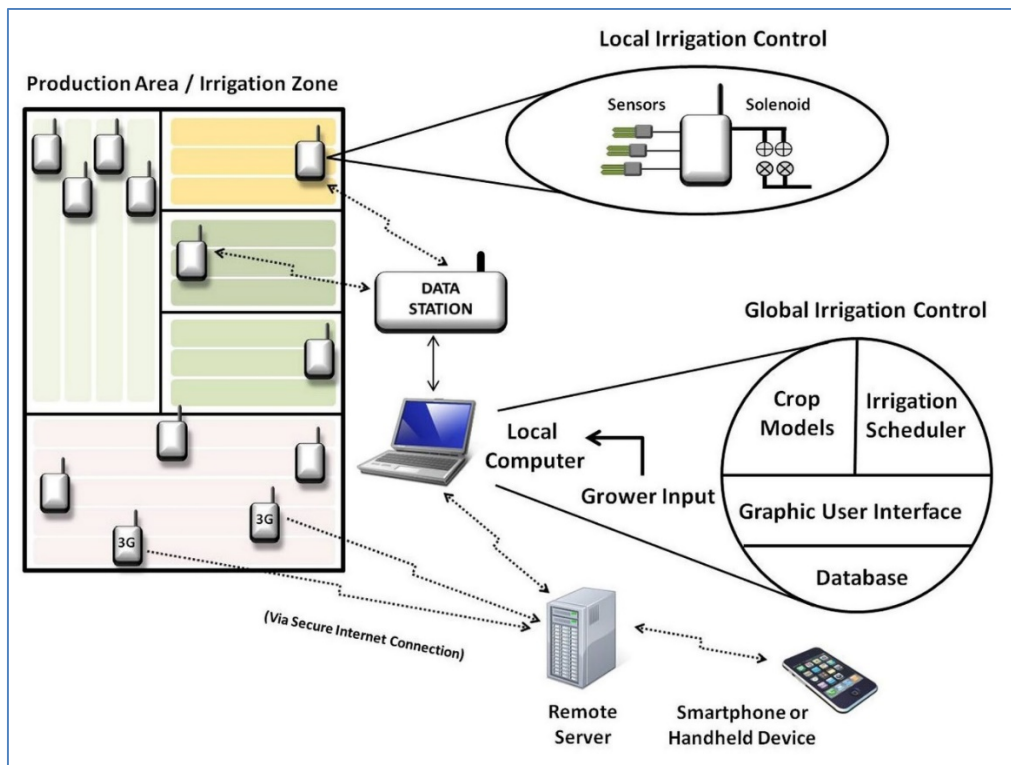 Local Irrigation Control
Production Area / Irrigation Zone
Sensors
Solenoid
DATA
STATION
Global Irrigation Control
Crop
Models
Irrigation
Scheduler
Local
Computer
Grower Input
Graphic User Interface
Database
3G
3G
(Via Secure Internet Connection)
Remote
Server
Smartphone or
Handheld Device